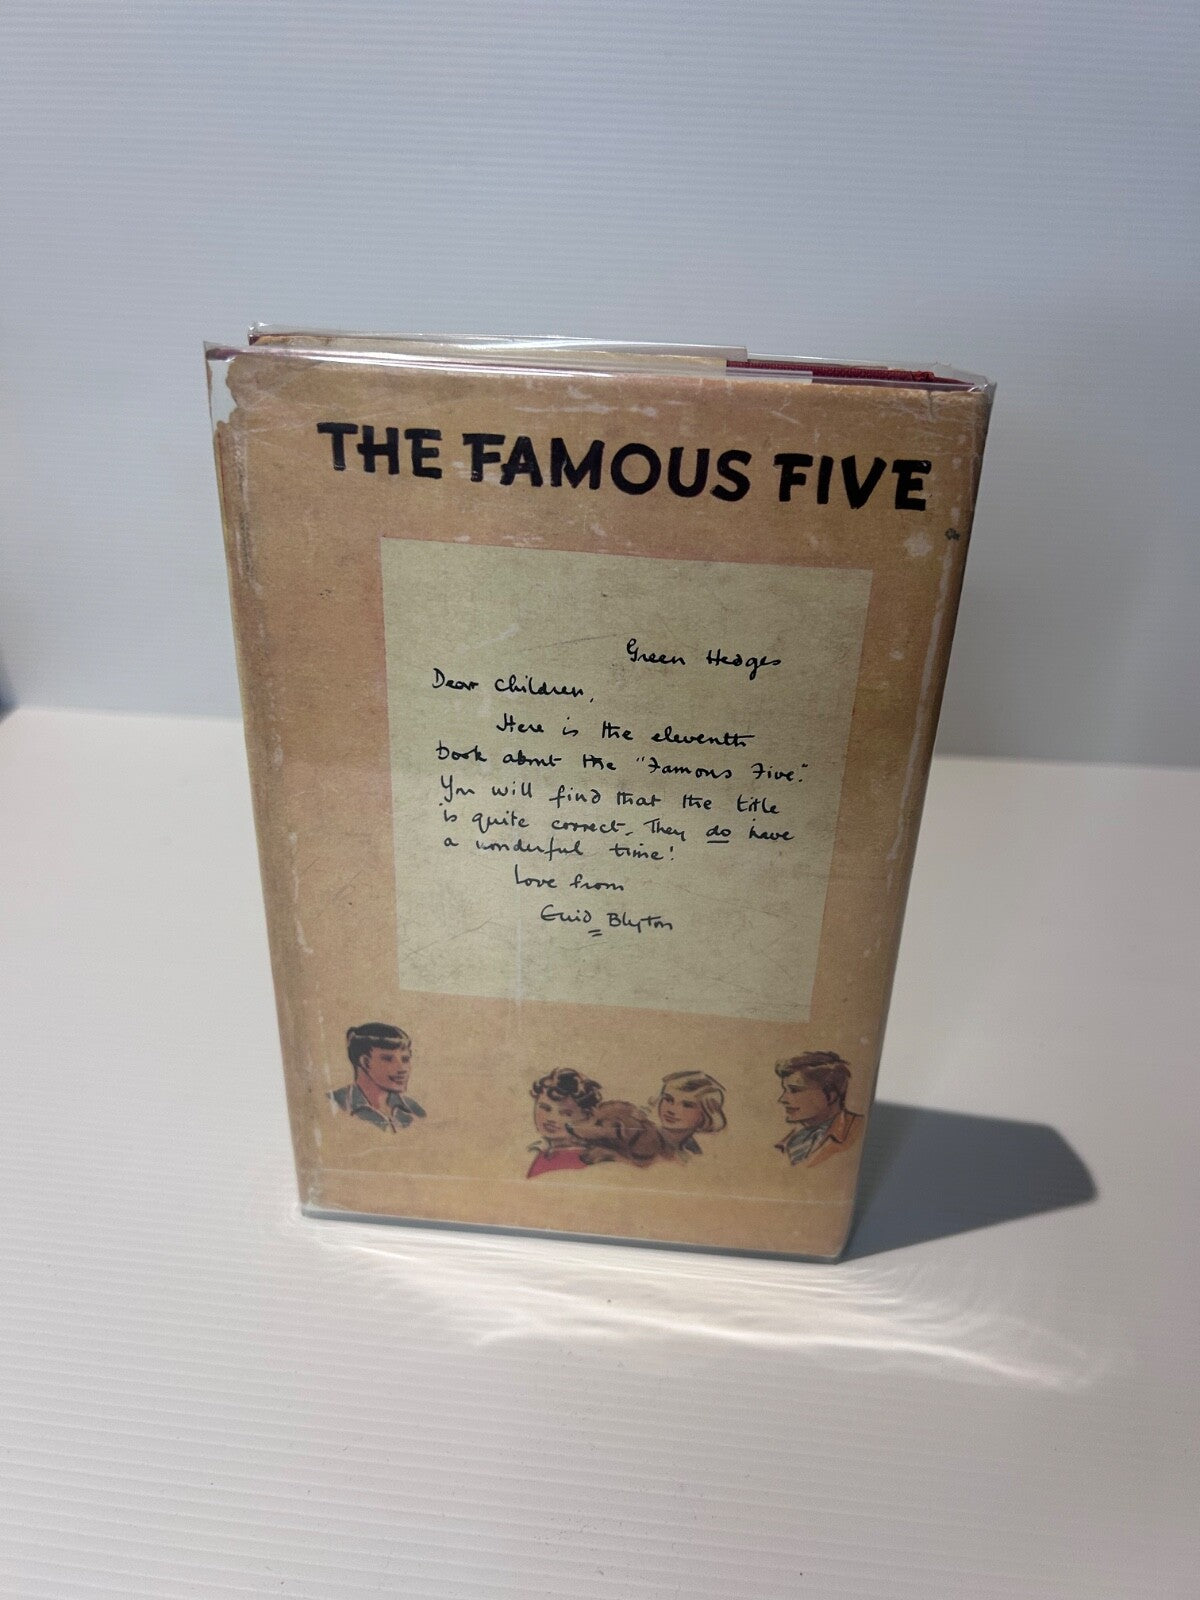 THE FAMOUS FIVE
Green Hedges
Dear children,
Here is the eleventh
book about the "Famous Five".
You will find that the title
is quite correct. They do have
a wonderful time!
Love from
Enid Blyton